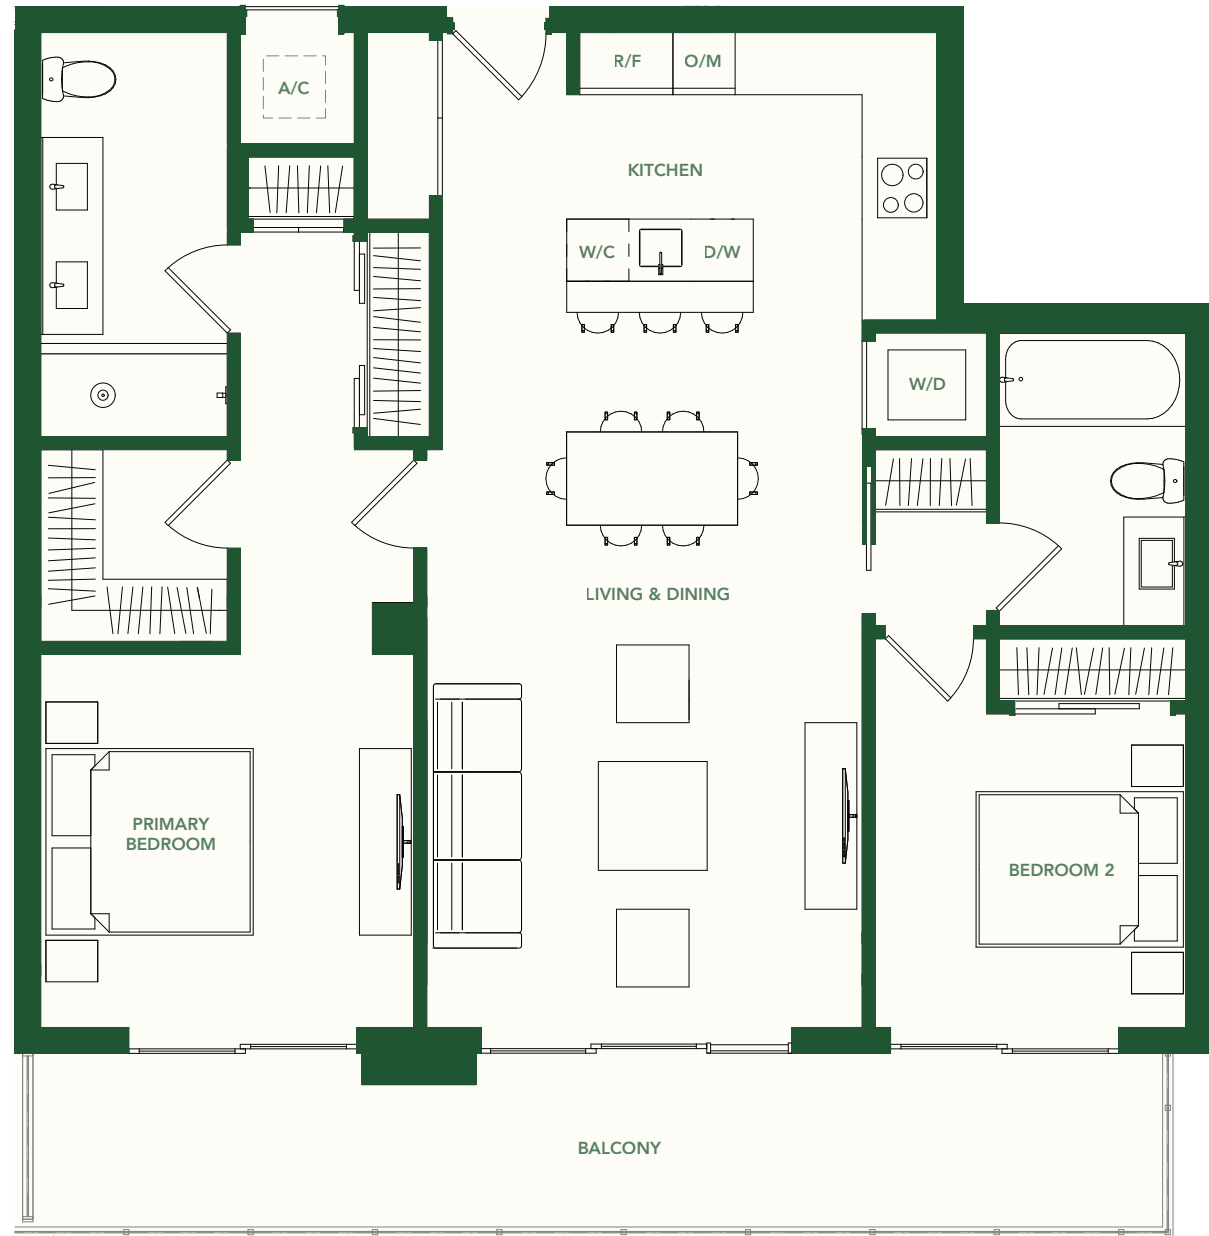 R/F
O/M
A/C
KITCHEN
W/C
D/W
W/D
LIVING & DINING
PRIMARY
BEDROOM
BEDROOM 2
BALCONY